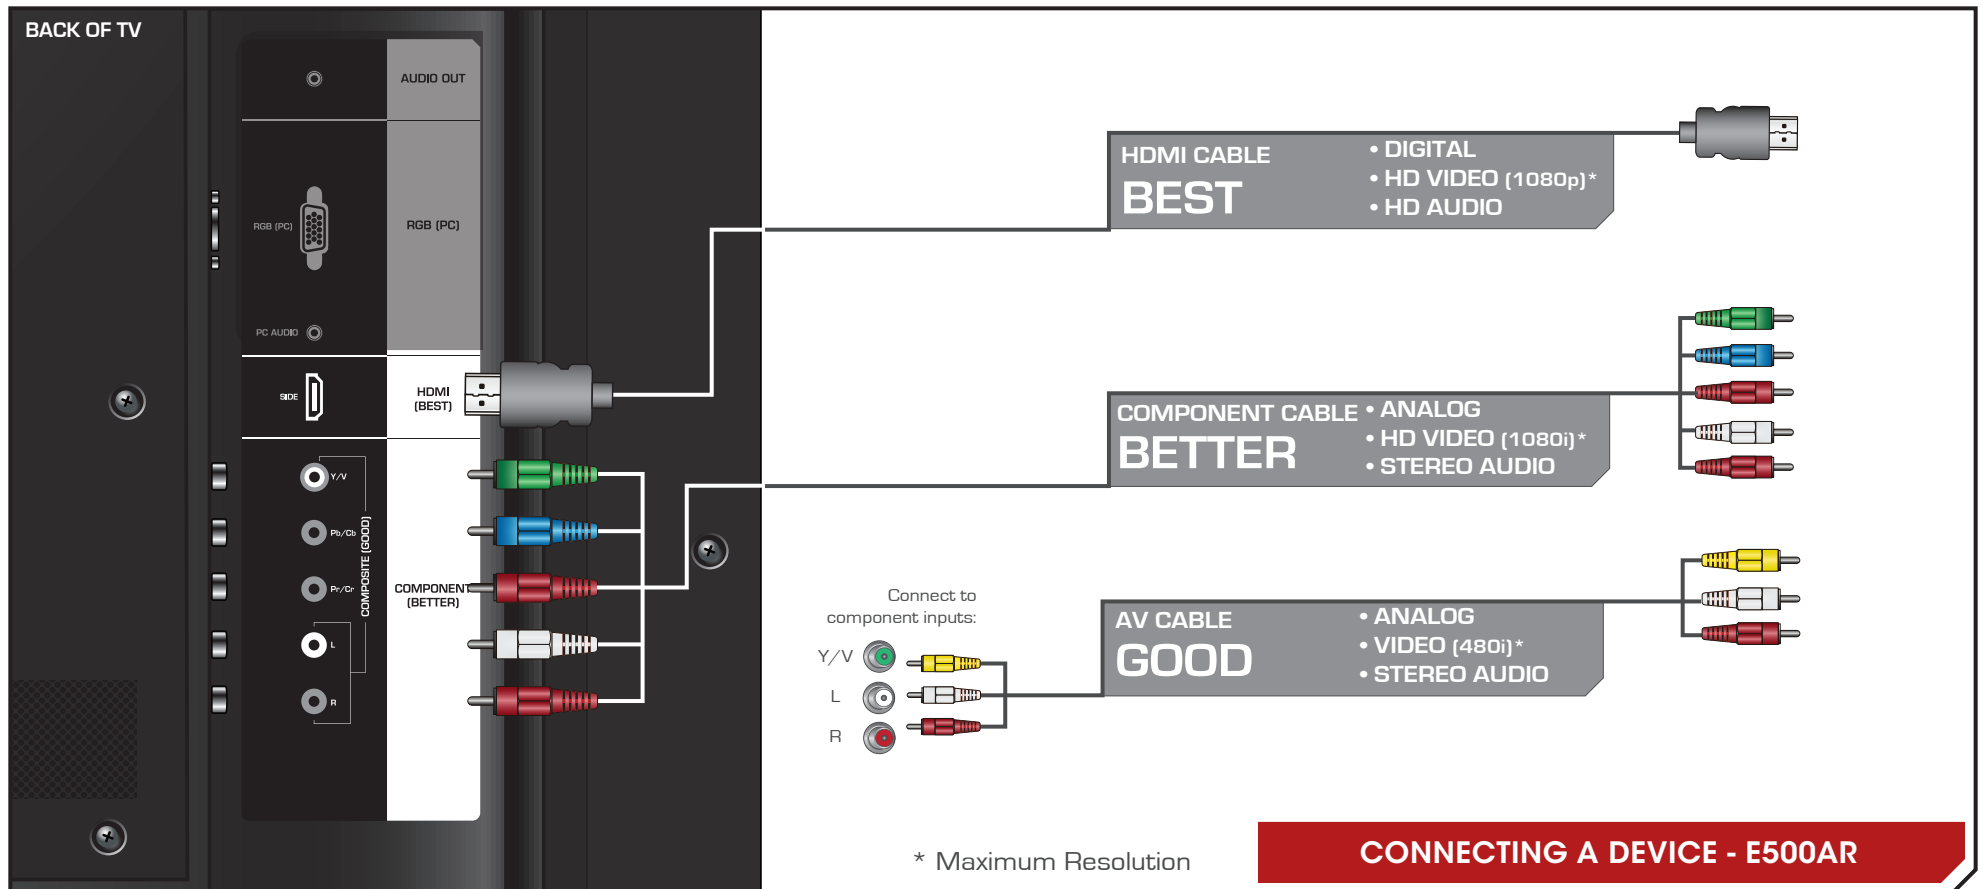 BACK OF TV
AUDIO OUT
RGB (PC)
RGB (PC)
PC AUDIO
SIDE
HDMI
(BEST)
Y/V
Pb/Cb
Pr/Cr
L
R
COMPOSITE (GOOD)
COMPONENT
(BETTER)
HDMI CABLE
BEST
• DIGITAL
• HD VIDEO (1080p)*
• HD AUDIO
COMPONENT CABLE
BETTER
• ANALOG
• HD VIDEO (1080i)*
• STEREO AUDIO
Connect to
component inputs:
Y/V
L
R
AV CABLE
GOOD
• ANALOG
• VIDEO (480i)*
• STEREO AUDIO
* Maximum Resolution
CONNECTING A DEVICE - E500AR